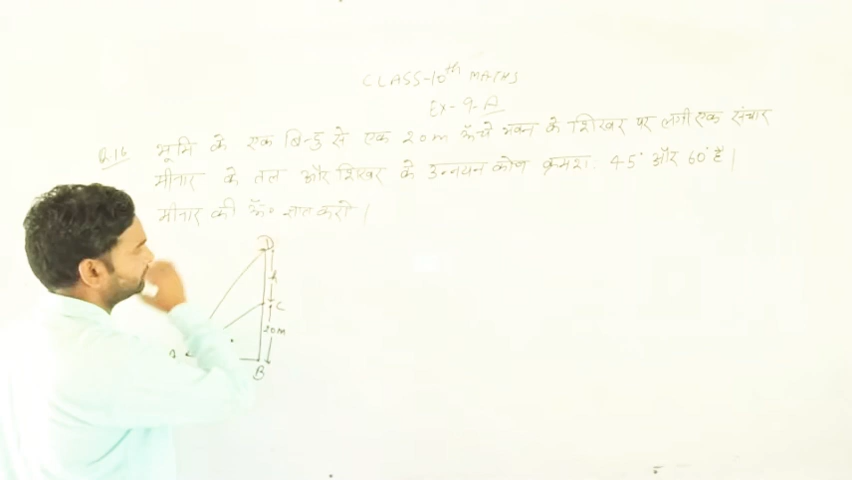 CLASS-10th MATHS
Ex-9-A
Q.16 भूमि के एक बिन्दु से एक 20m ऊँचे भवन के शिखर पर लगी एक संचार
मीनार के तल और शिखर के उन्नयन कोण क्रमश: 45° और 60° है।
मीनार की ऊँ० ज्ञात करो।
D
h
C
20m
B